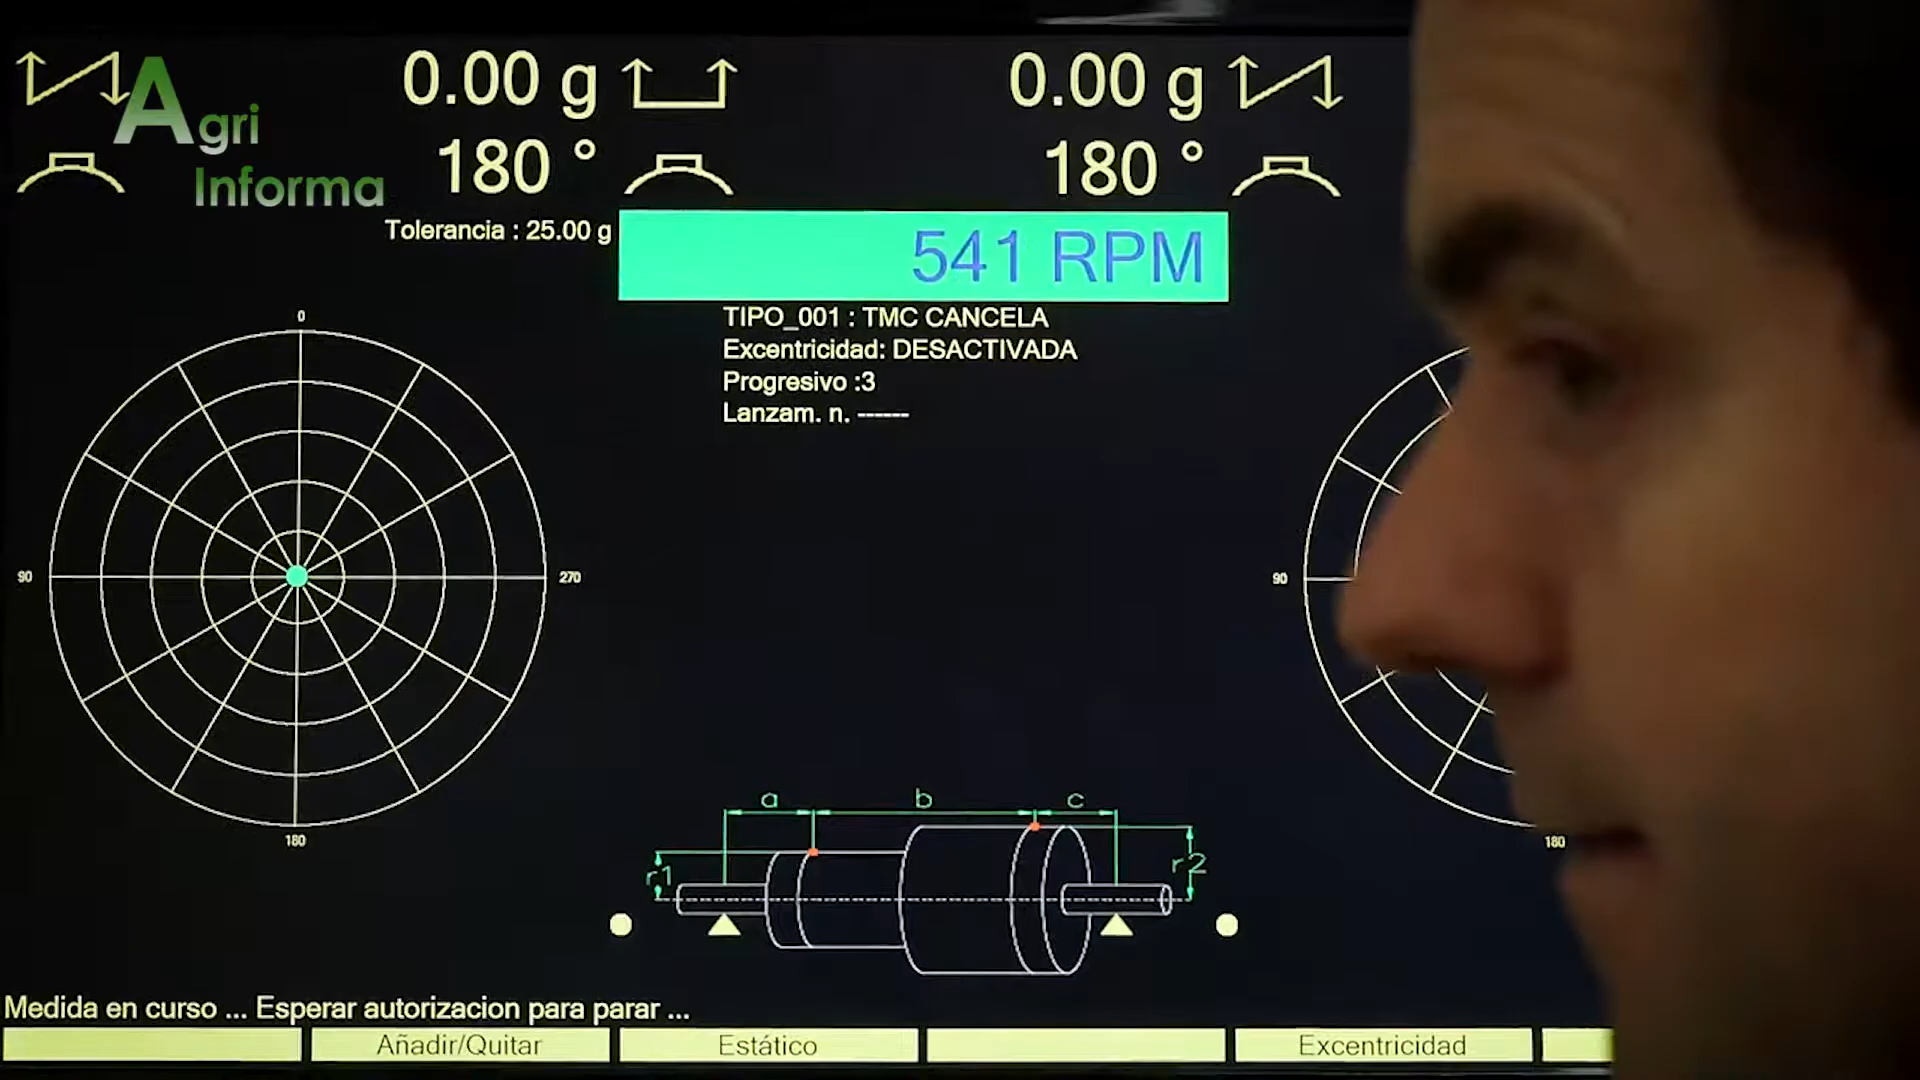 Agri
Informa
0.00 g
0.00 g
180 °
180 °
Tolerancia : 25.00 g
541 RPM
TIPO_001 : TMC CANCELA
Excentricidad: DESACTIVADA
Progresivo :3
Lanzam. n. ------
0
90
270
180
90
180
a
b
c
r1
r2
Medida en curso ... Esperar autorizacion para parar ...
Añadir/Quitar
Estático
Excentricidad